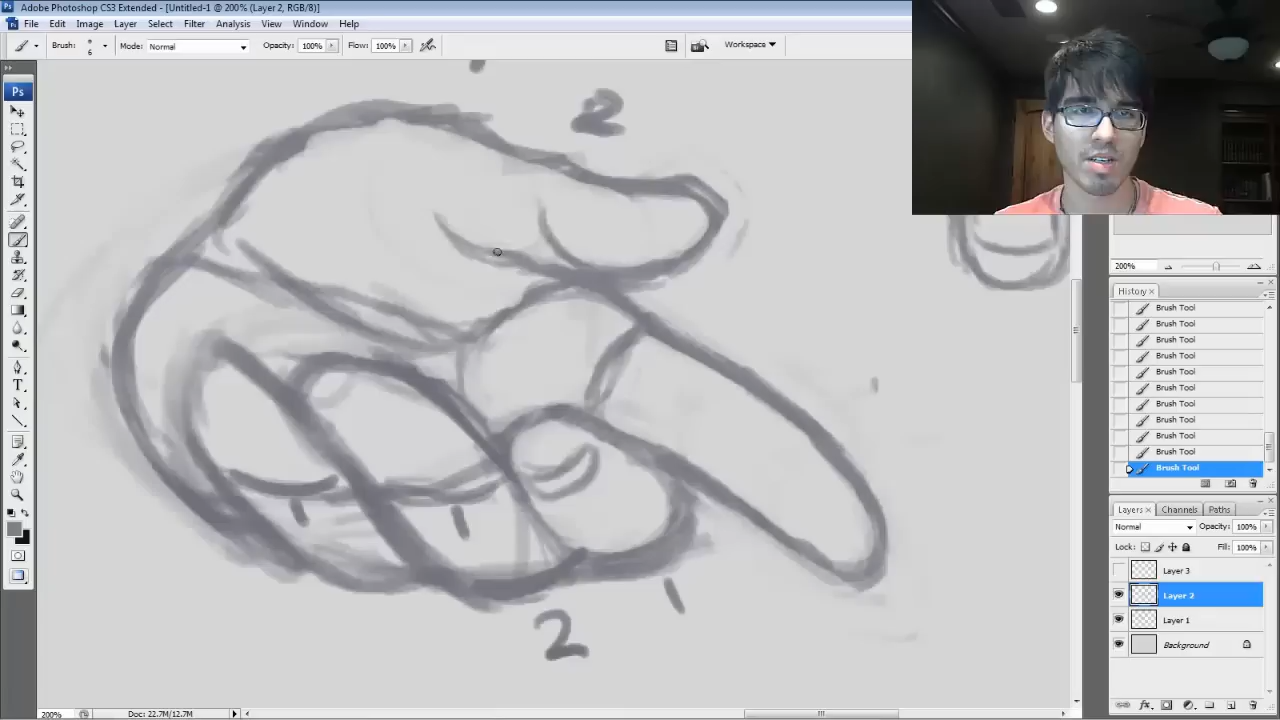 Adobe Photoshop CS3 Extended - [Untitled-1 @ 200% (Layer 2, RGB/8)]
File Edit Image Layer Select Filter Analysis View Window Help
Brush: 6 Mode: Normal Opacity: 100% Flow: 100% Workspace
Ps
2
1
1
1
2
200%
History
Brush Tool
Brush Tool
Brush Tool
Brush Tool
Brush Tool
Brush Tool
Brush Tool
Brush Tool
Brush Tool
Brush Tool
Brush Tool
Layers Channels Paths
Normal Opacity: 100%
Lock: Fill: 100%
Layer 3
Layer 2
Layer 1
Background
200% Doc: 22.7M/12.7M